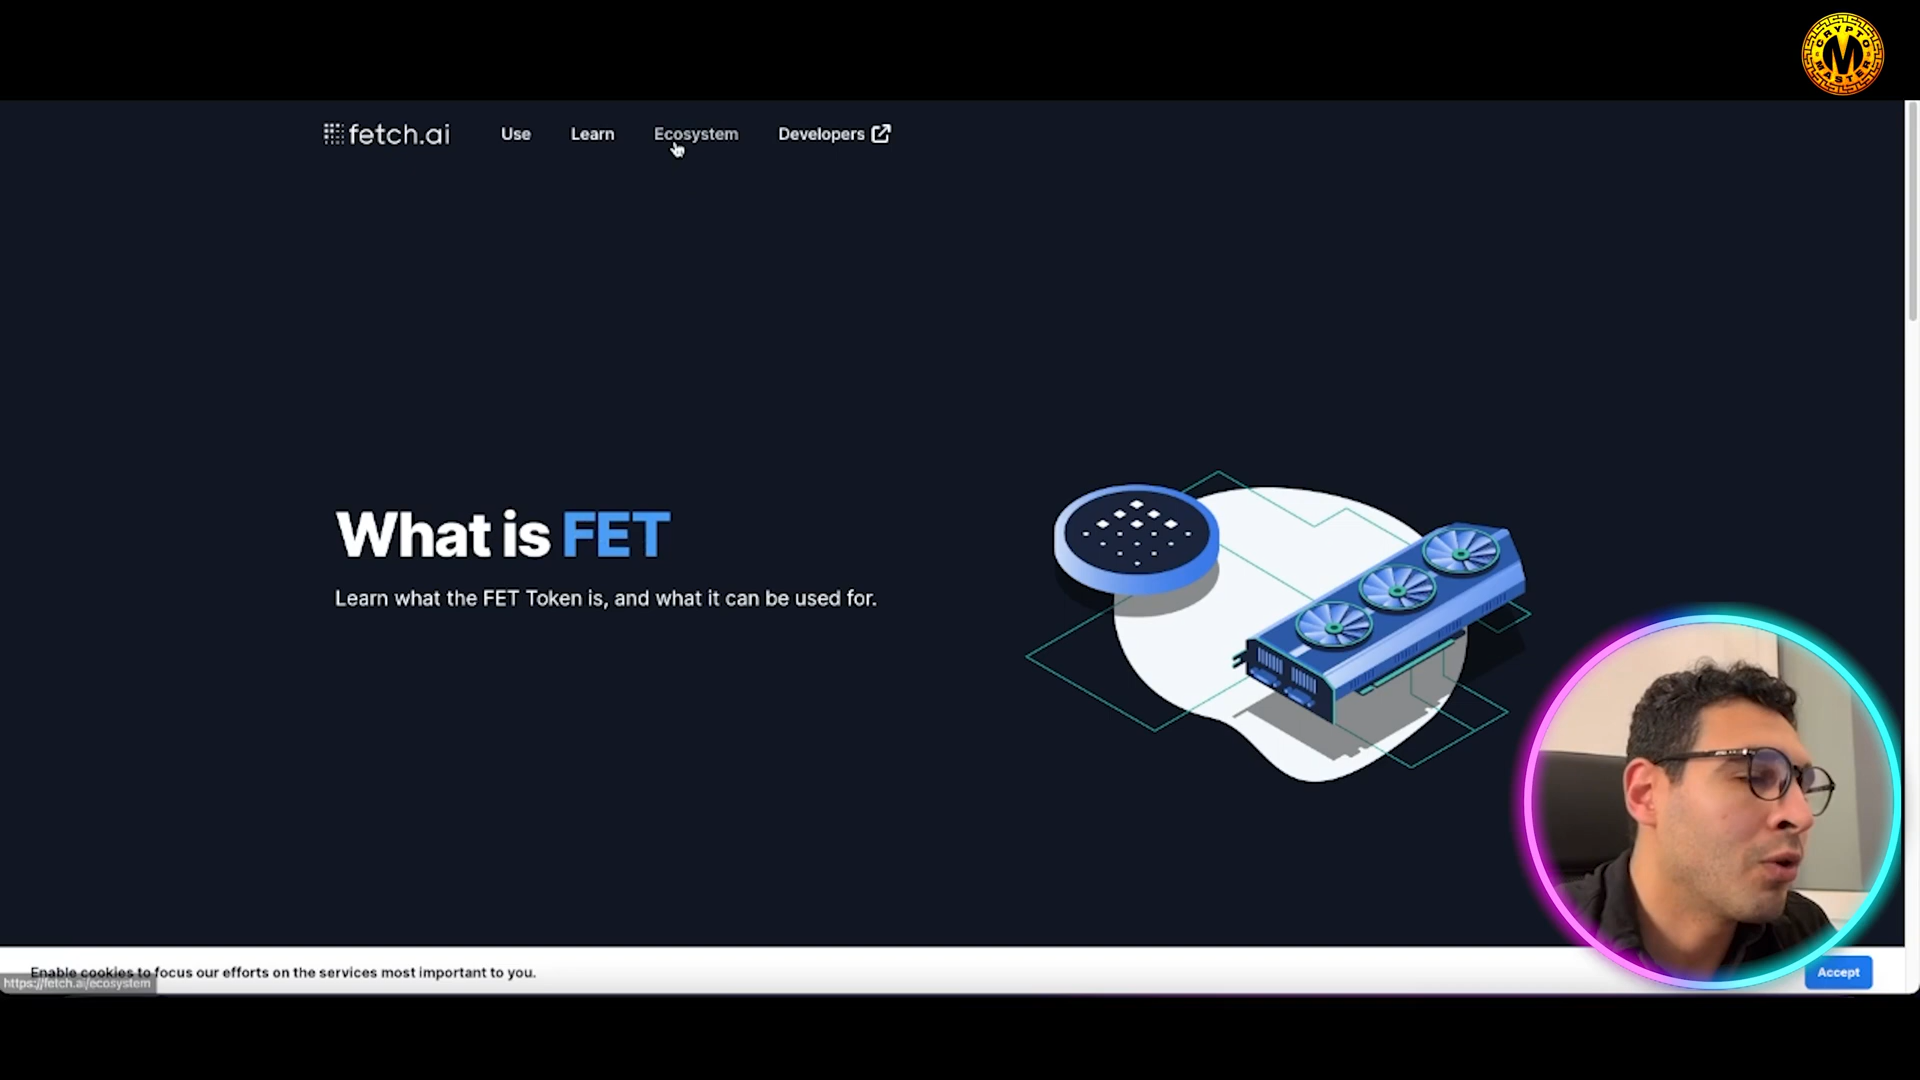 CRYPTO
M
MASTER
fetch.ai
Use
Learn
Ecosystem
Developers
What is FET
Learn what the FET Token is, and what it can be used for.
Enable cookies to focus our efforts on the services most important to you.
Accept
https://fetch.ai/ecosystem